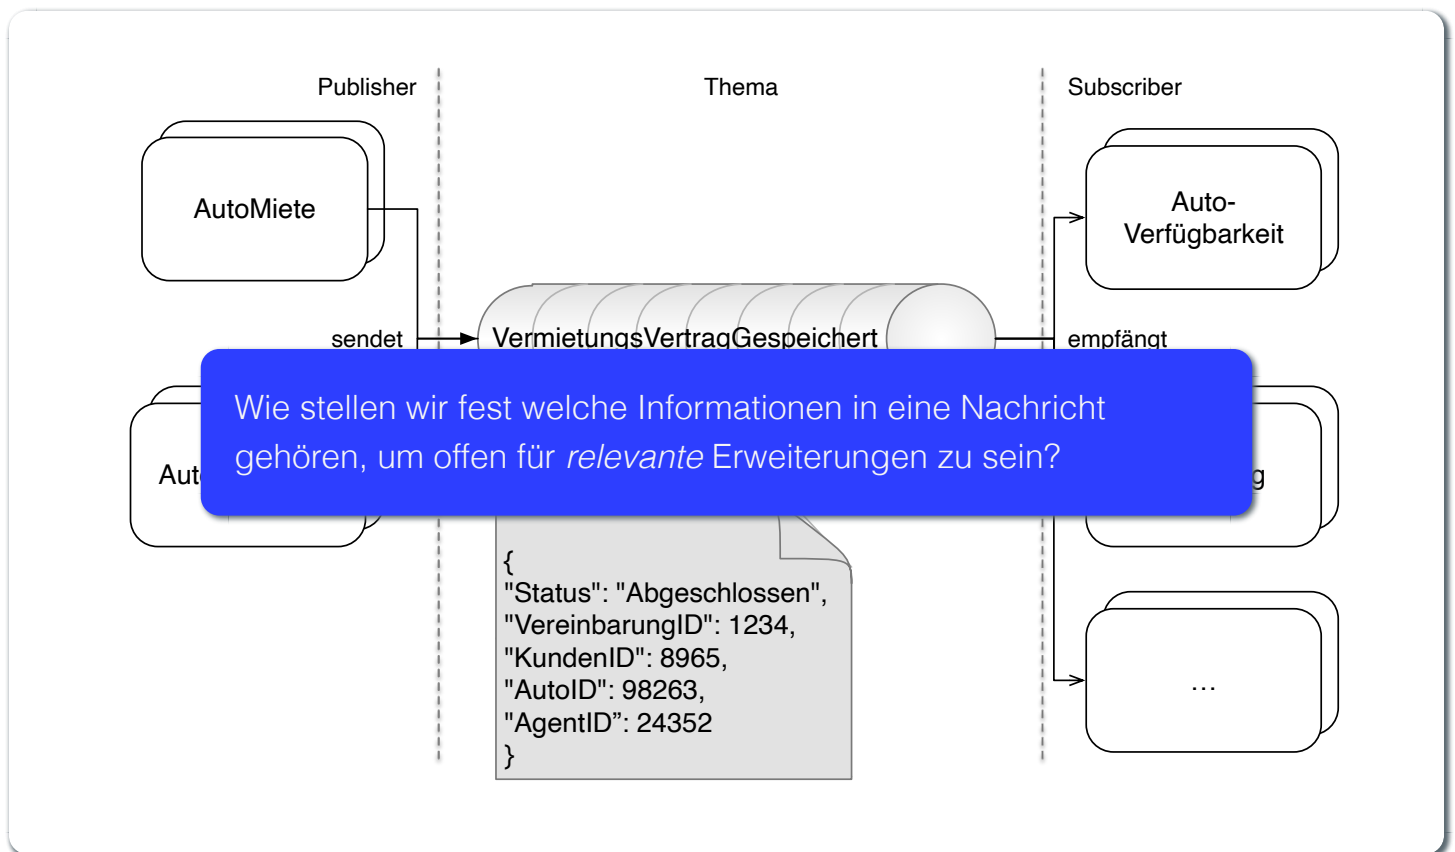 Publisher
Thema
Subscriber
AutoMiete
Auto-
Verfügbarkeit
sendet
VermietungsVertragGespeichert
empfängt
Wie stellen wir fest welche Informationen in eine Nachricht
gehören, um offen für relevante Erweiterungen zu sein?
{
"Status": "Abgeschlossen",
"VereinbarungID": 1234,
"KundenID": 8965,
"AutoID": 98263,
"AgentID”: 24352
}
…